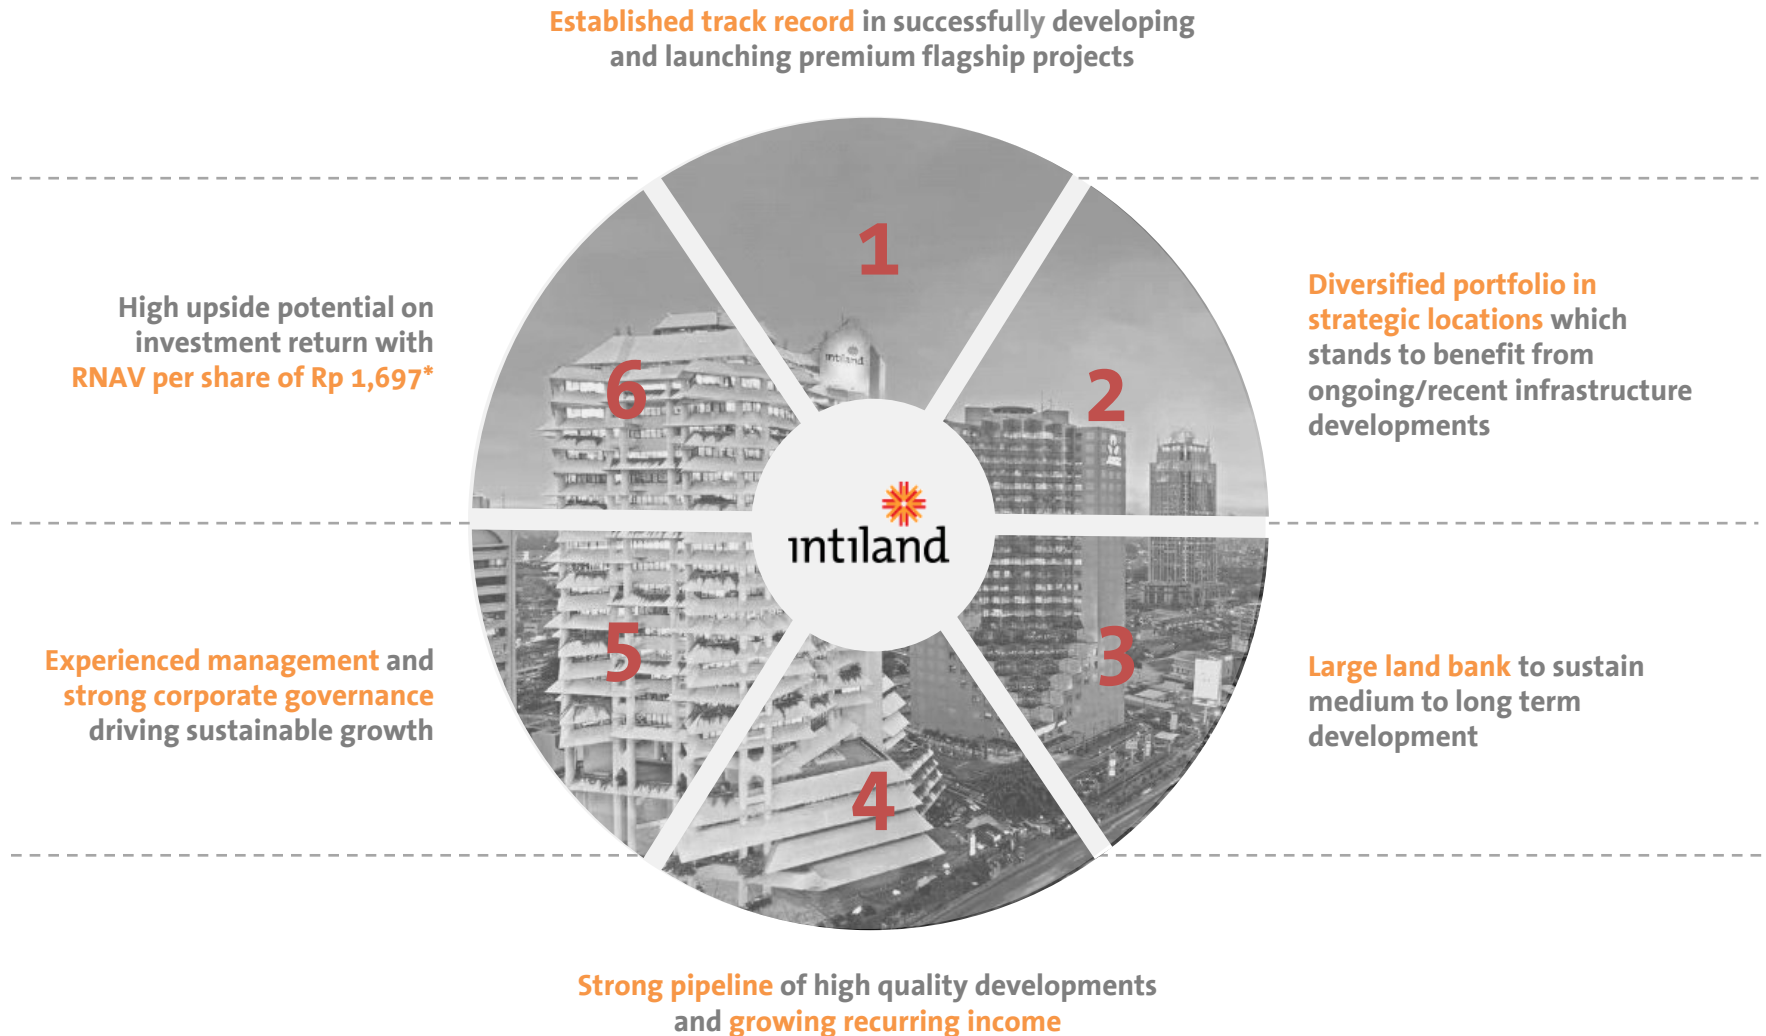 Established track record in successfully developing
and launching premium flagship projects
1
2
3
4
5
6
intiland
intiland
Diversified portfolio in
strategic locations which
stands to benefit from
ongoing/recent infrastructure
developments
Large land bank to sustain
medium to long term
development
Strong pipeline of high quality developments
and growing recurring income
Experienced management and
strong corporate governance
driving sustainable growth
High upside potential on
investment return with
RNAV per share of Rp 1,697*